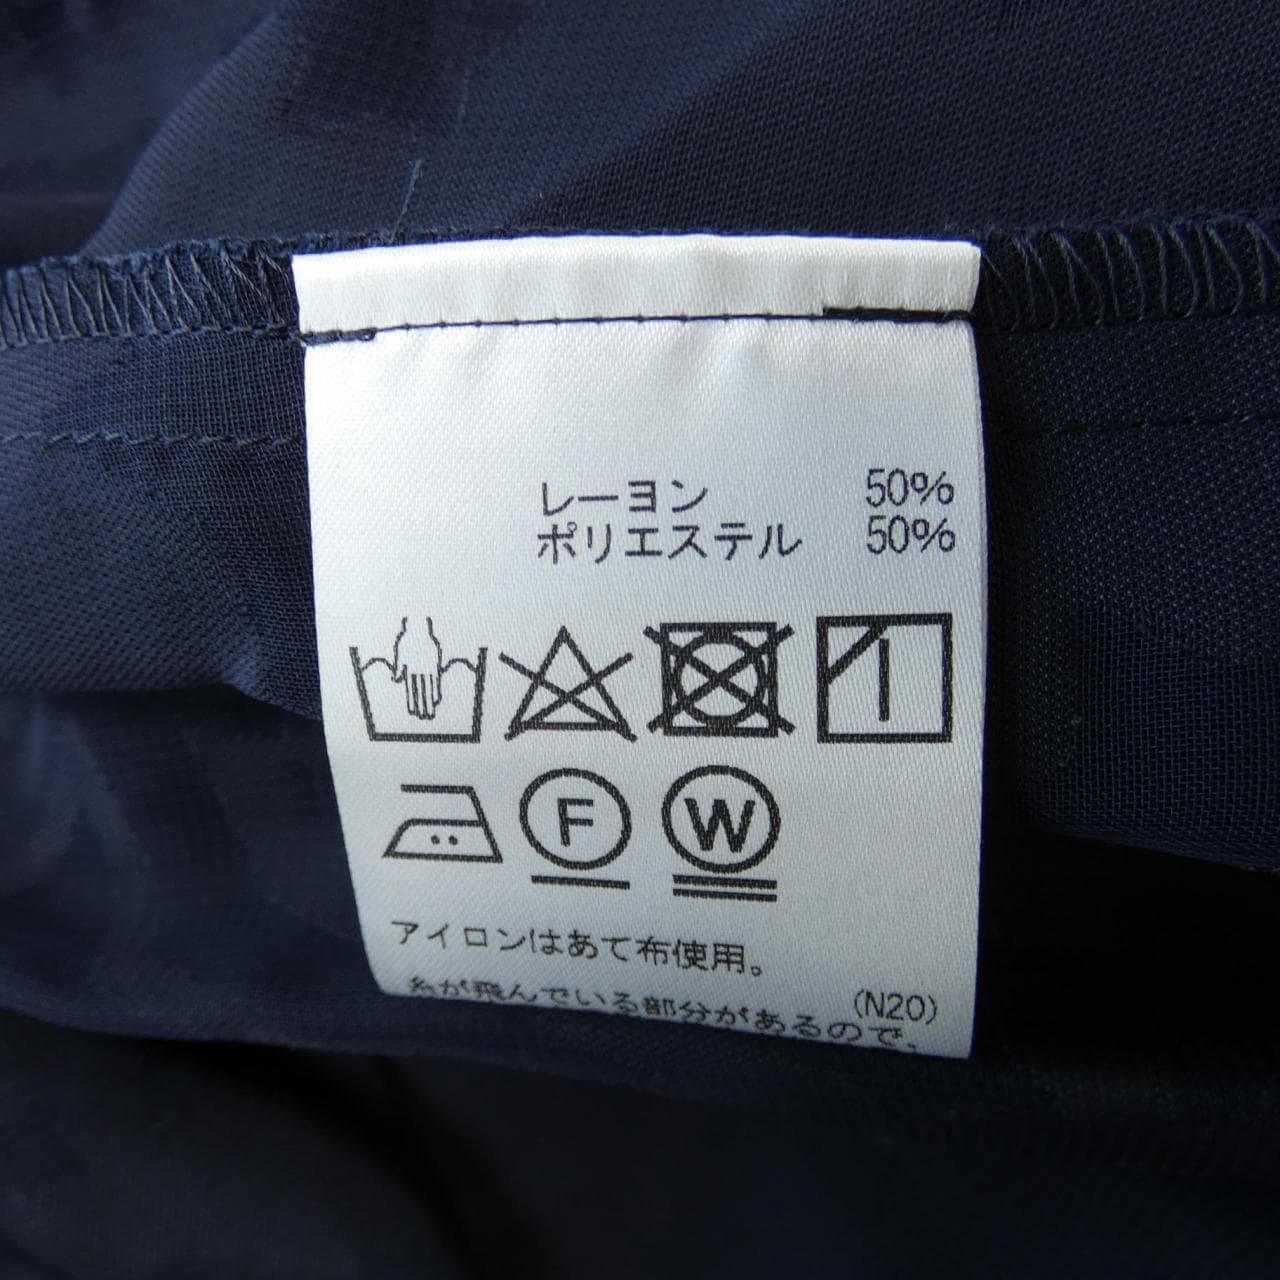 レーヨン 50%
ポリエステル 50%
F W
アイロンはあて布使用。
糸が飛んでいる部分があるので、
(N20)